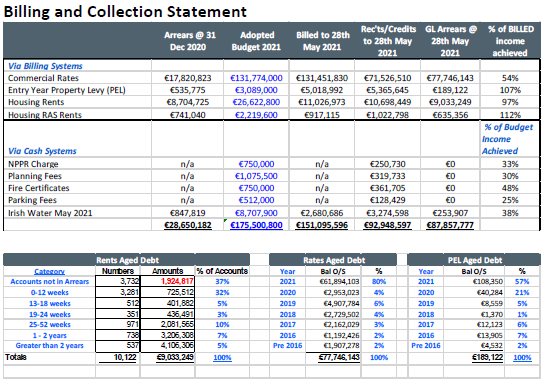 Billing and Collection Statement
Arrears @ 31 Dec 2020 Adopted Budget 2021 Billed to 28th May 2021 Rec'ts/Credits to 28th May 2021 GL Arrears @ 28th May 2021 % of BILLED income achieved
Via Billing Systems
Commercial Rates €17,820,823 €131,774,000 €131,451,830 €71,526,510 €77,746,143 54%
Entry Year Property Levy (PEL) €535,775 €3,089,000 €5,018,992 €5,365,645 €189,122 107%
Housing Rents €8,704,725 €26,622,800 €11,026,973 €10,698,449 €9,033,249 97%
Housing RAS Rents €741,040 €2,219,600 €917,115 €1,022,798 €635,356 112%
% of Budget Income Achieved
Via Cash Systems
NPPR Charge n/a €750,000 n/a €250,730 €0 33%
Planning Fees n/a €1,075,500 n/a €319,733 €0 30%
Fire Certificates n/a €750,000 n/a €361,705 €0 48%
Parking Fees n/a €512,000 n/a €128,429 €0 25%
Irish Water May 2021 €847,819 €8,707,900 €2,680,686 €3,274,598 €253,907 38%
€28,650,182 €175,500,800 €151,095,596 €92,948,597 €87,857,777
Rents Aged Debt Rates Aged Debt PEL Aged Debt
Category Numbers Amounts % of Accounts Year Bal O/S % Year Bal O/S %
Accounts not in Arrears 3,732 1,924,817 37% 2021 €61,894,103 80% 2021 €108,350 57%
0-12 weeks 3,281 725,512 32% 2020 €2,953,023 4% 2020 €40,284 21%
13-18 weeks 512 401,882 5% 2019 €4,907,784 6% 2019 €8,559 5%
19-24 weeks 351 436,491 3% 2018 €2,729,502 4% 2018 €1,370 1%
25-52 weeks 971 2,081,565 10% 2017 €2,162,029 3% 2017 €12,123 6%
1 - 2 years 738 3,206,308 7% 2016 €1,192,426 2% 2016 €13,905 7%
Greater than 2 years 537 4,106,306 5% Pre 2016 €1,907,278 2% Pre 2016 €4,532 2%
Totals 10,122 €9,033,249 100% €77,746,143 100% €189,122 100%